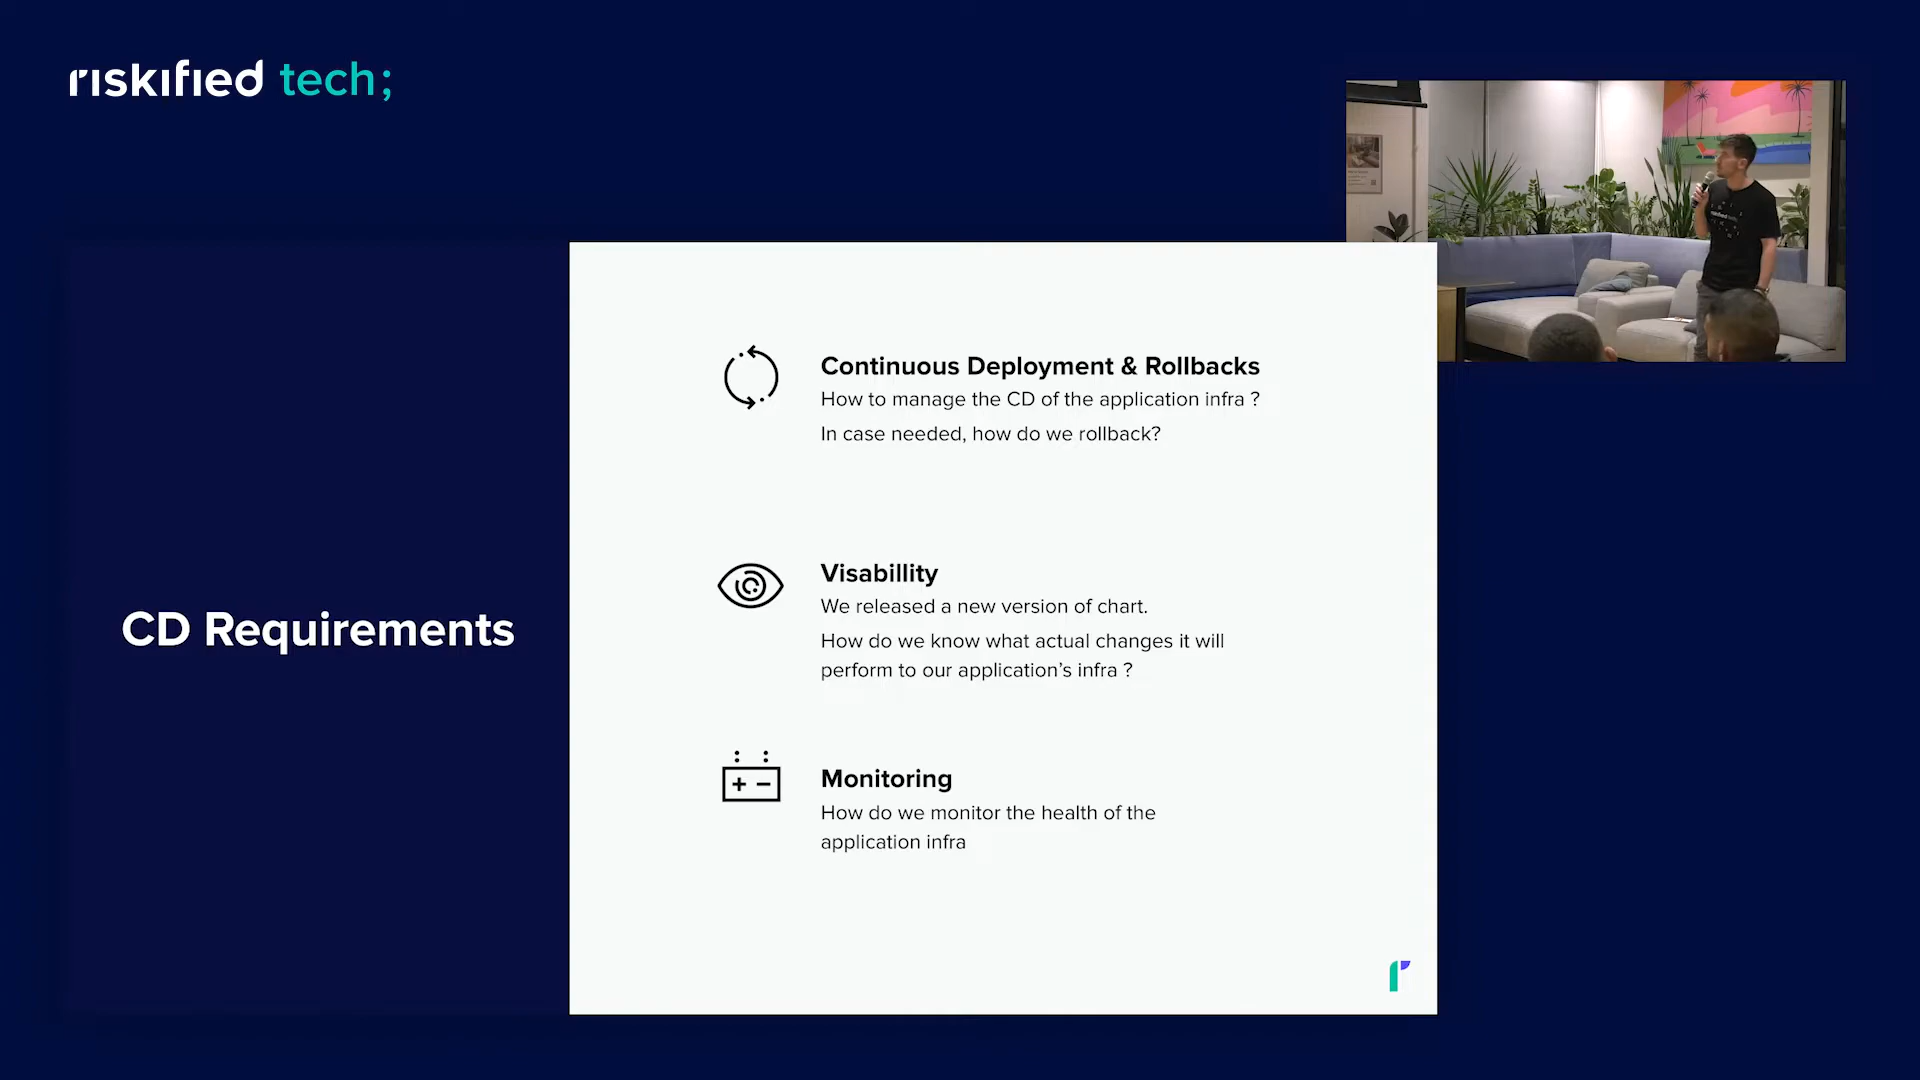 riskified tech;
CD Requirements
Continuous Deployment & Rollbacks
How to manage the CD of the application infra ?
In case needed, how do we rollback?
Visabillity
We released a new version of chart.
How do we know what actual changes it will
perform to our application’s infra ?
Monitoring
How do we monitor the health of the
application infra